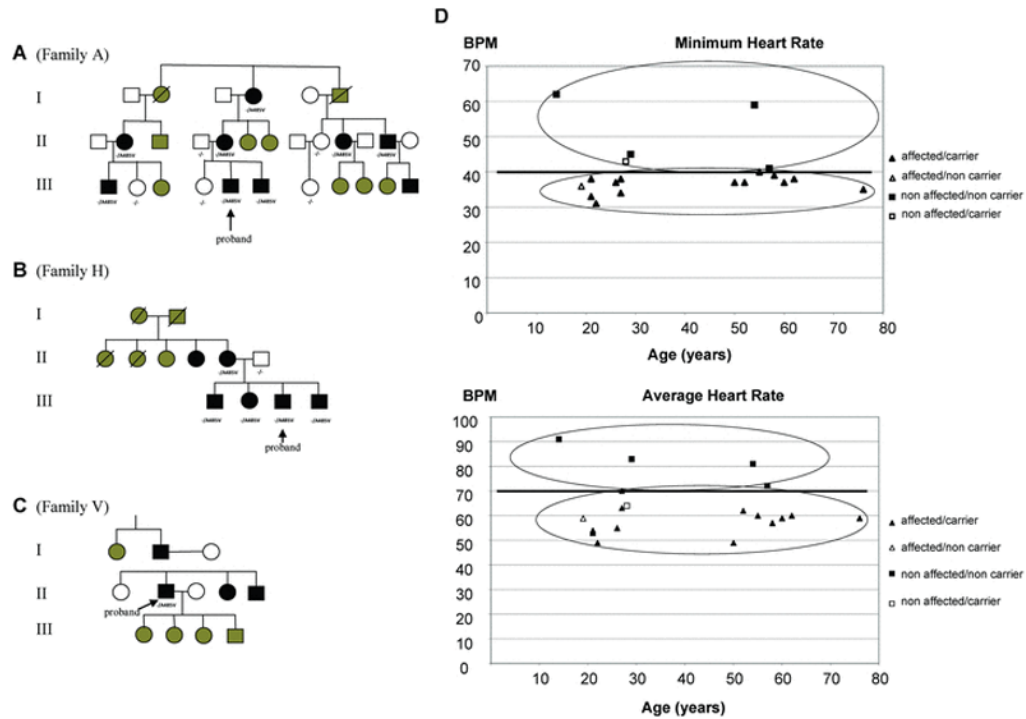 A (Family A)
I
II
III
-/-
-/-
-/-
-/-
-/-
proband
B (Family H)
I
II
III
-/-
proband
C (Family V)
I
II
III
proband
D
BPM
Minimum Heart Rate
70
60
50
40
30
20
10
0
10 20 30 40 50 60 70 80
Age (years)
affected/carrier
affected/non carrier
non affected/non carrier
non affected/carrier
BPM
Average Heart Rate
100
90
80
70
60
50
40
30
20
10
0
10 20 30 40 50 60 70 80
Age (years)
affected/carrier
affected/non carrier
non affected/non carrier
non affected/carrier